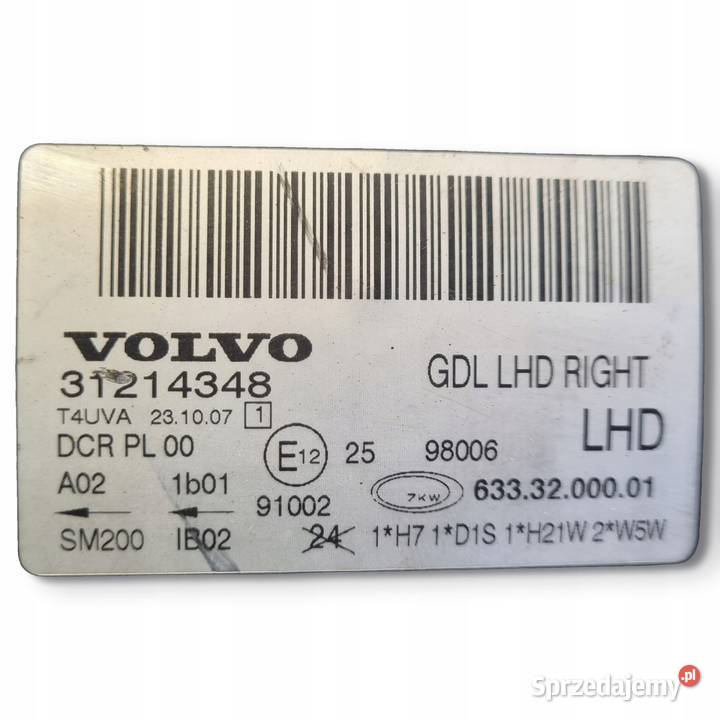 VOLVO
31214348
GDL LHD RIGHT
T4UVA 23.10.07 1
LHD
DCR PL 00
E12 25 98006
A02 1b01
91002
7KW 633.32.000.01
SM200 IB02
24 1*H7 1*D1S 1*H21W 2*W5W
Sprzedajemy.pl